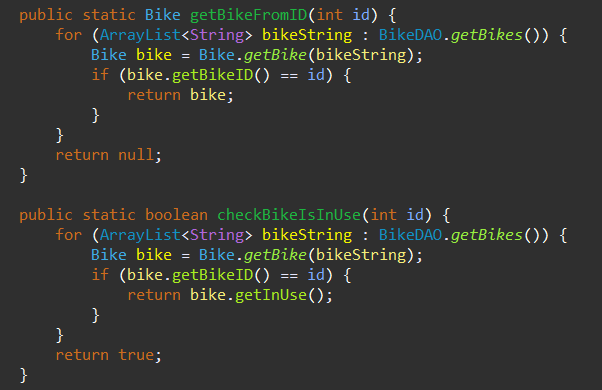 public static Bike getBikeFromID(int id) {
    for (ArrayList<String> bikeString : BikeDAO.getBikes()) {
        Bike bike = Bike.getBike(bikeString);
        if (bike.getBikeID() == id) {
            return bike;
        }
    }
    return null;
}

public static boolean checkBikeIsInUse(int id) {
    for (ArrayList<String> bikeString : BikeDAO.getBikes()) {
        Bike bike = Bike.getBike(bikeString);
        if (bike.getBikeID() == id) {
            return bike.getInUse();
        }
    }
    return true;
}